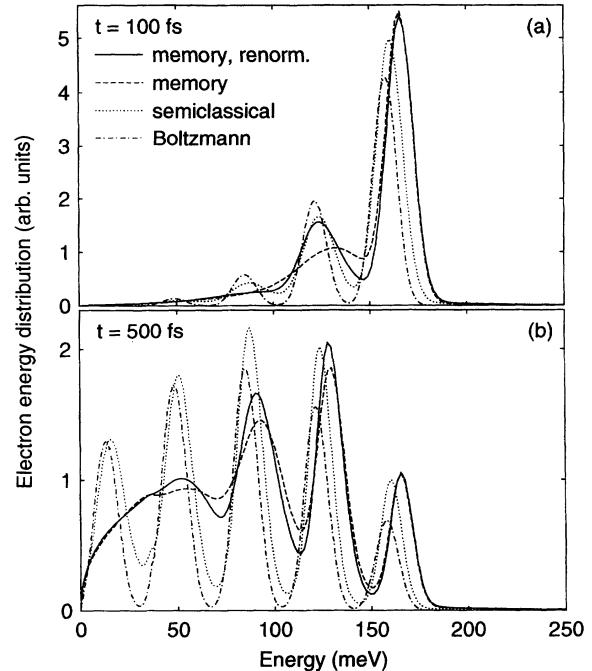 5
4
3
2
1
0
t = 100 fs
(a)
memory, renorm.
memory
semiclassical
Boltzmann
Electron energy distribution (arb. units)
t = 500 fs
(b)
2
1
0
0 50 100 150 200 250
Energy (meV)